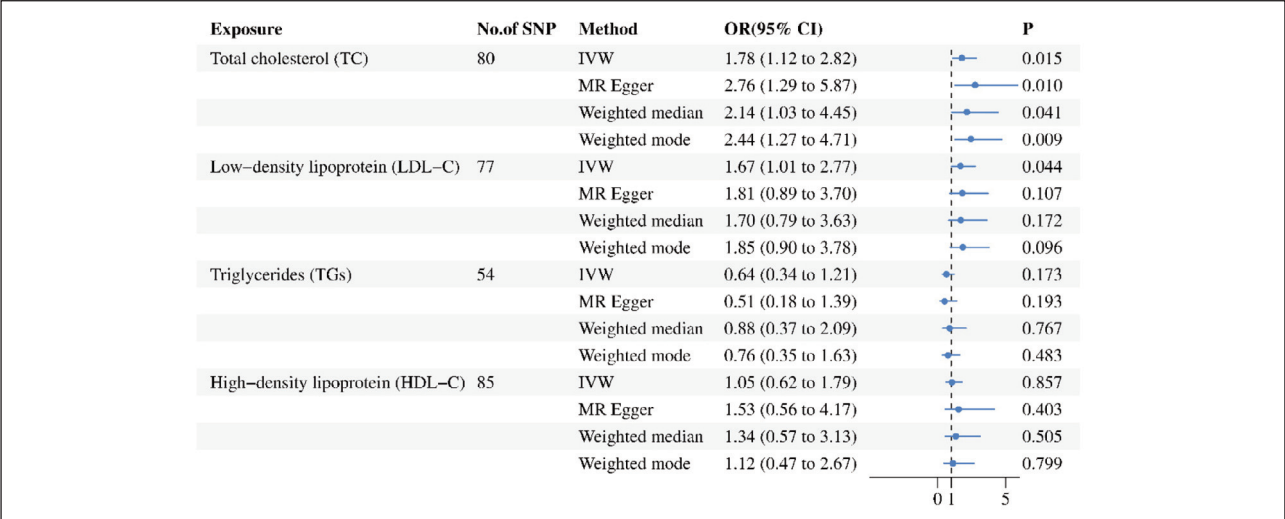 Exposure No.of SNP Method OR(95% CI) P
Total cholesterol (TC) 80 IVW 1.78 (1.12 to 2.82) 0.015
MR Egger 2.76 (1.29 to 5.87) 0.010
Weighted median 2.14 (1.03 to 4.45) 0.041
Weighted mode 2.44 (1.27 to 4.71) 0.009
Low−density lipoprotein (LDL−C) 77 IVW 1.67 (1.01 to 2.77) 0.044
MR Egger 1.81 (0.89 to 3.70) 0.107
Weighted median 1.70 (0.79 to 3.63) 0.172
Weighted mode 1.85 (0.90 to 3.78) 0.096
Triglycerides (TGs) 54 IVW 0.64 (0.34 to 1.21) 0.173
MR Egger 0.51 (0.18 to 1.39) 0.193
Weighted median 0.88 (0.37 to 2.09) 0.767
Weighted mode 0.76 (0.35 to 1.63) 0.483
High−density lipoprotein (HDL−C) 85 IVW 1.05 (0.62 to 1.79) 0.857
MR Egger 1.53 (0.56 to 4.17) 0.403
Weighted median 1.34 (0.57 to 3.13) 0.505
Weighted mode 1.12 (0.47 to 2.67) 0.799
0 1 5